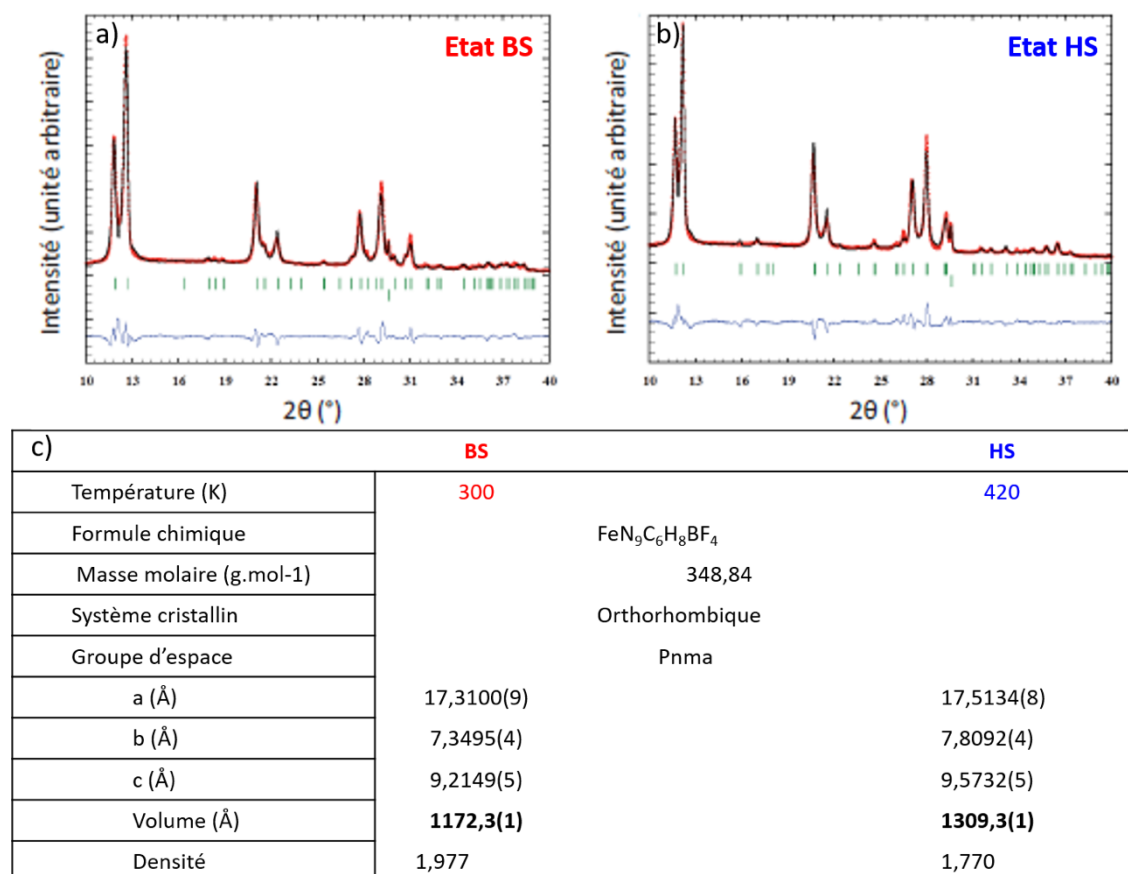 a)
Etat BS
Intensité (unité arbitraire)
10 13 16 19 22 25 28 31 34 37 40
2θ (°)
b)
Etat HS
Intensité (unité arbitraire)
10 13 16 19 22 25 28 31 34 37 40
2θ (°)
c) BS HS
Température (K) 300 420
Formule chimique FeN₉C₆H₈BF₄
Masse molaire (g.mol-1) 348,84
Système cristallin Orthorhombique
Groupe d'espace Pnma
a (Å) 17,3100(9) 17,5134(8)
b (Å) 7,3495(4) 7,8092(4)
c (Å) 9,2149(5) 9,5732(5)
Volume (Å) 1172,3(1) 1309,3(1)
Densité 1,977 1,770